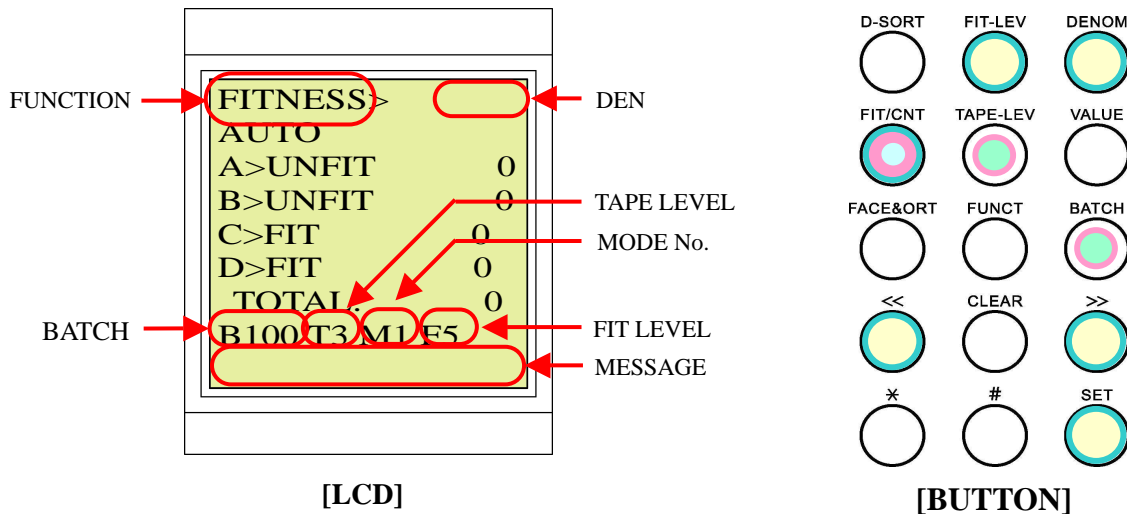 FUNCTION
FITNESS>
DEN
AUTO
A>UNFIT 0
B>UNFIT 0
TAPE LEVEL
C>FIT 0
MODE No.
D>FIT 0
TOTAL. 0
BATCH
B100 T3 M1 F5
FIT LEVEL
MESSAGE
[LCD]
D-SORT FIT-LEV DENOM
FIT/CNT TAPE-LEV VALUE
FACE&ORT FUNCT BATCH
<< CLEAR >>
* # SET
[BUTTON]